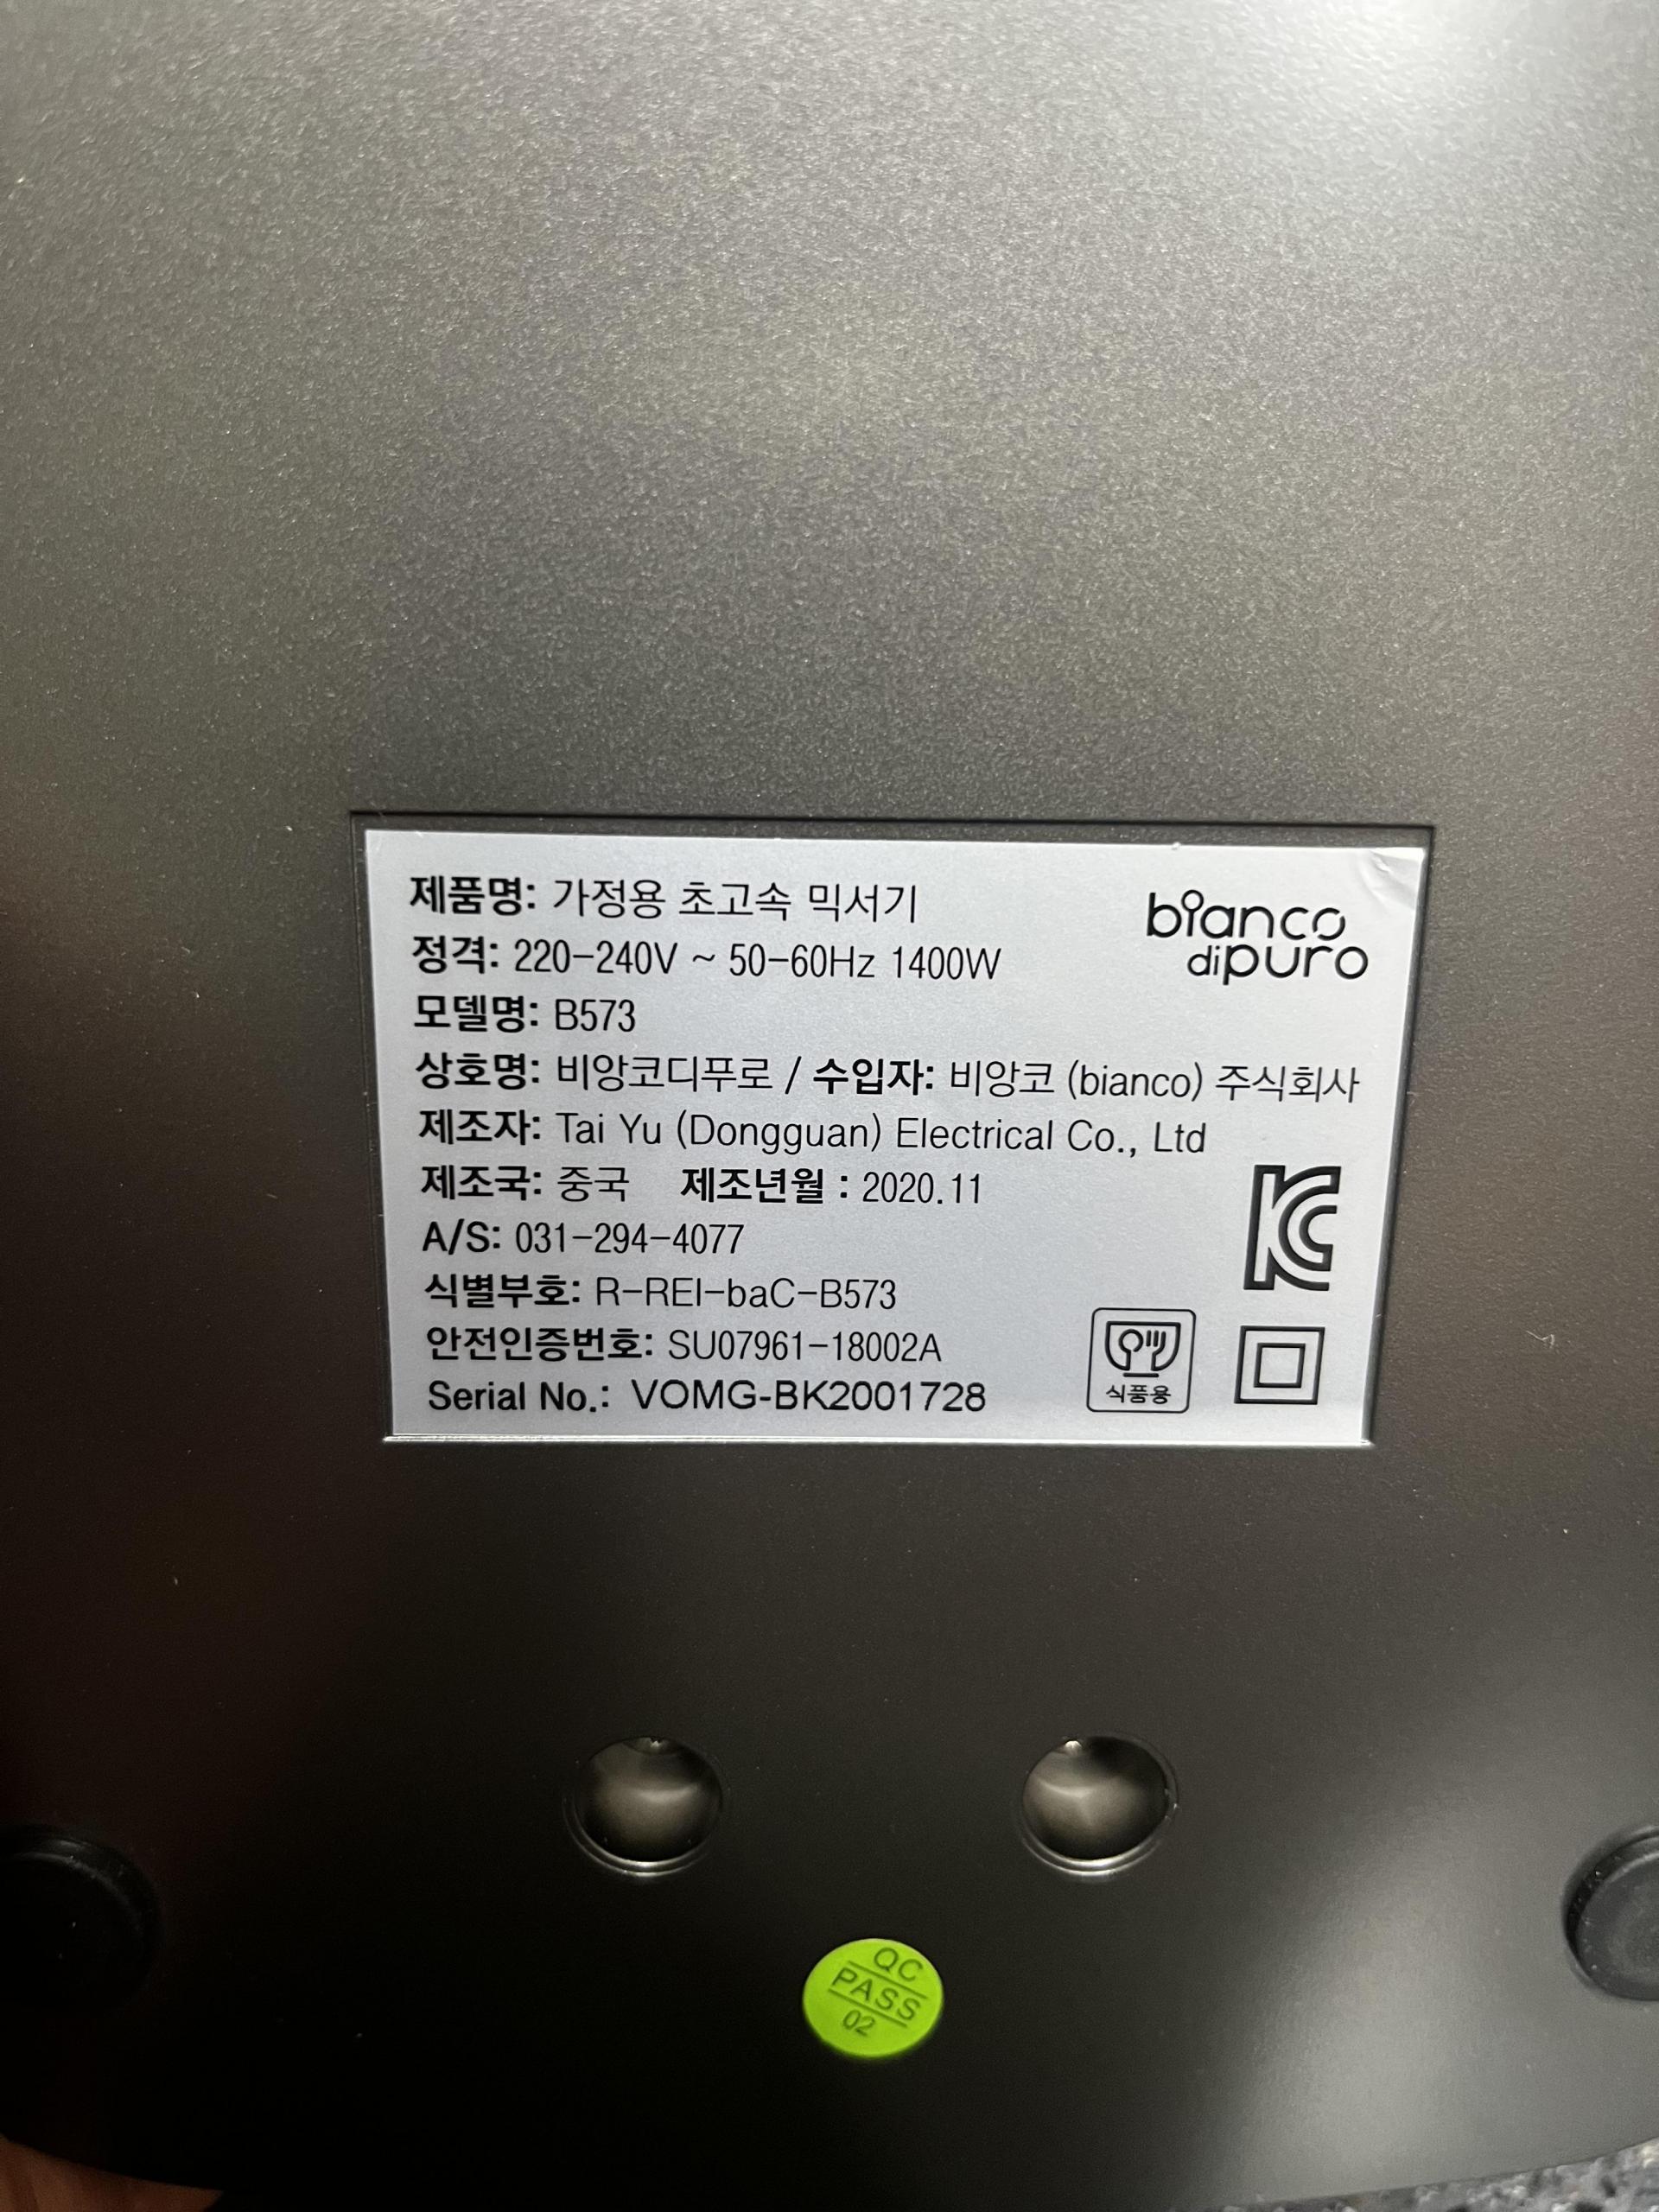 제품명: 가정용 초고속 믹서기
bianco
dipuro
정격: 220-240V ~ 50-60Hz 1400W
모델명: B573
상호명: 비앙코디푸로 / 수입자: 비앙코 (bianco) 주식회사
제조자: Tai Yu (Dongguan) Electrical Co., Ltd
제조국: 중국 제조년월 : 2020.11
A/S: 031-294-4077
식별부호: R-REI-baC-B573
안전인증번호: SU07961-18002A
Serial No.: VOMG-BK2001728
KC
식품용
QC
PASS
02